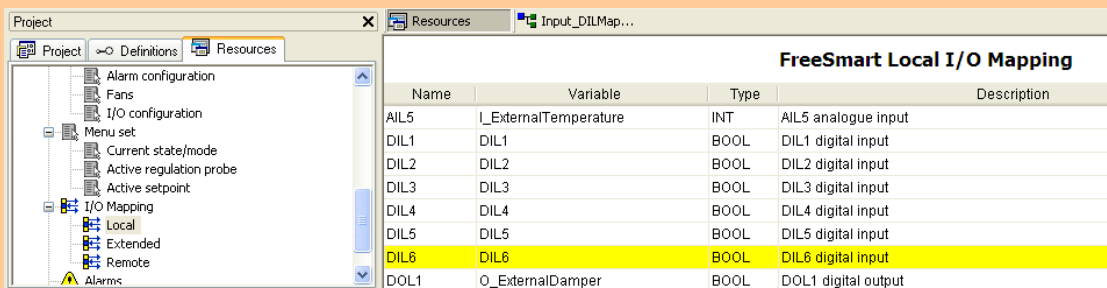 Project
Project Definitions Resources
Alarm configuration
Fans
I/O configuration
Menu set
Current state/mode
Active regulation probe
Active setpoint
I/O Mapping
Local
Extended
Remote
Alarms
Resources Input_DILMap...
FreeSmart Local I/O Mapping
Name Variable Type Description
AIL5 I_ExternalTemperature INT AIL5 analogue input
DIL1 DIL1 BOOL DIL1 digital input
DIL2 DIL2 BOOL DIL2 digital input
DIL3 DIL3 BOOL DIL3 digital input
DIL4 DIL4 BOOL DIL4 digital input
DIL5 DIL5 BOOL DIL5 digital input
DIL6 DIL6 BOOL DIL6 digital input
DOL1 O_ExternalDamper BOOL DOL1 digital output